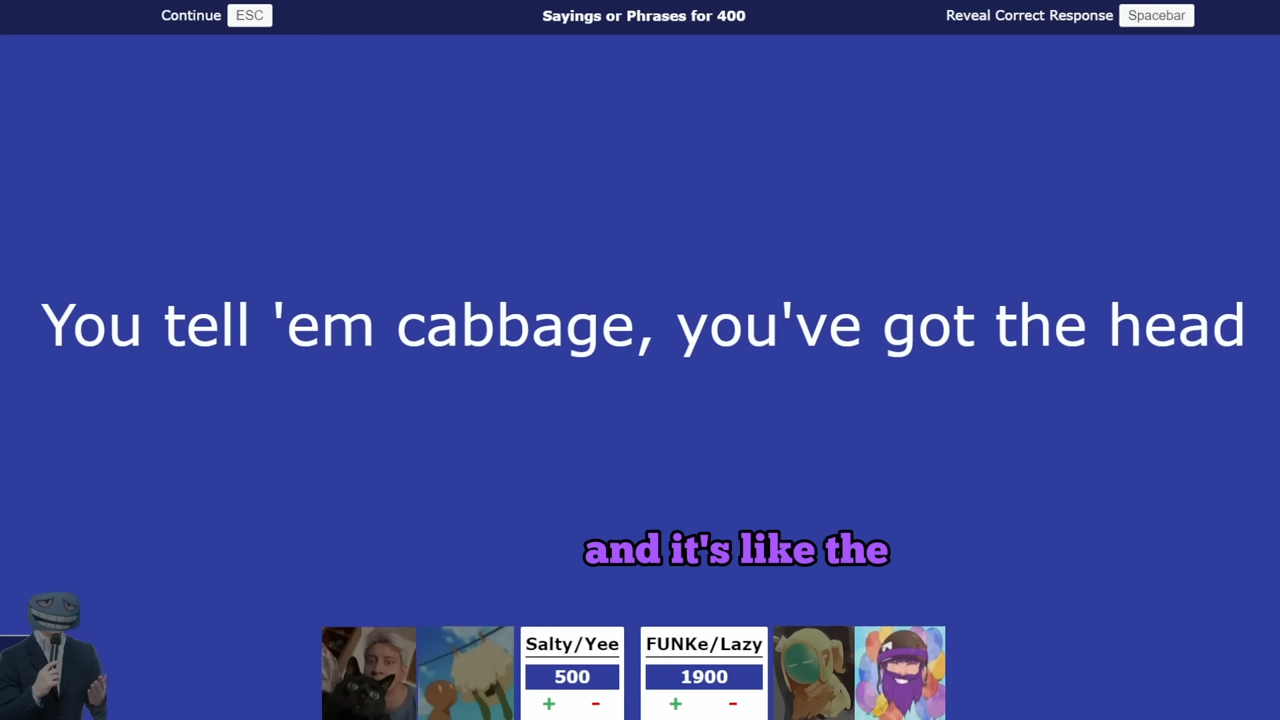 Continue ESC
Sayings or Phrases for 400
Reveal Correct Response Spacebar
You tell 'em cabbage, you've got the head
and it's like the
Salty/Yee
500
+ -
FUNKe/Lazy
1900
+ -